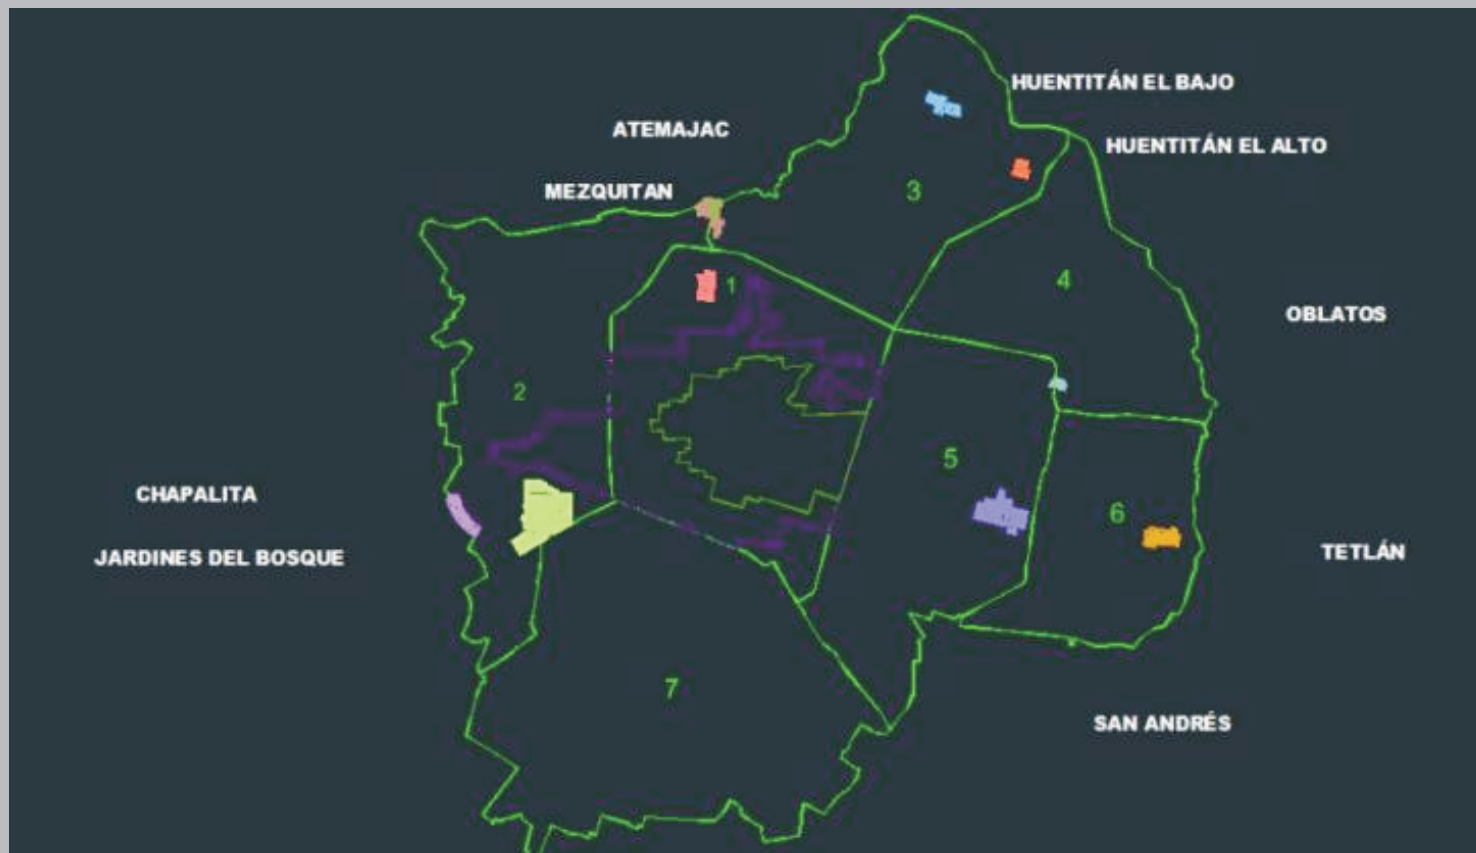 HUENTITÁN EL BAJO
ATEMAJAC
HUENTITÁN EL ALTO
MEZQUITAN
3
1
4
OBLATOS
2
5
CHAPALITA
6
JARDINES DEL BOSQUE
TETLÁN
7
SAN ANDRÉS